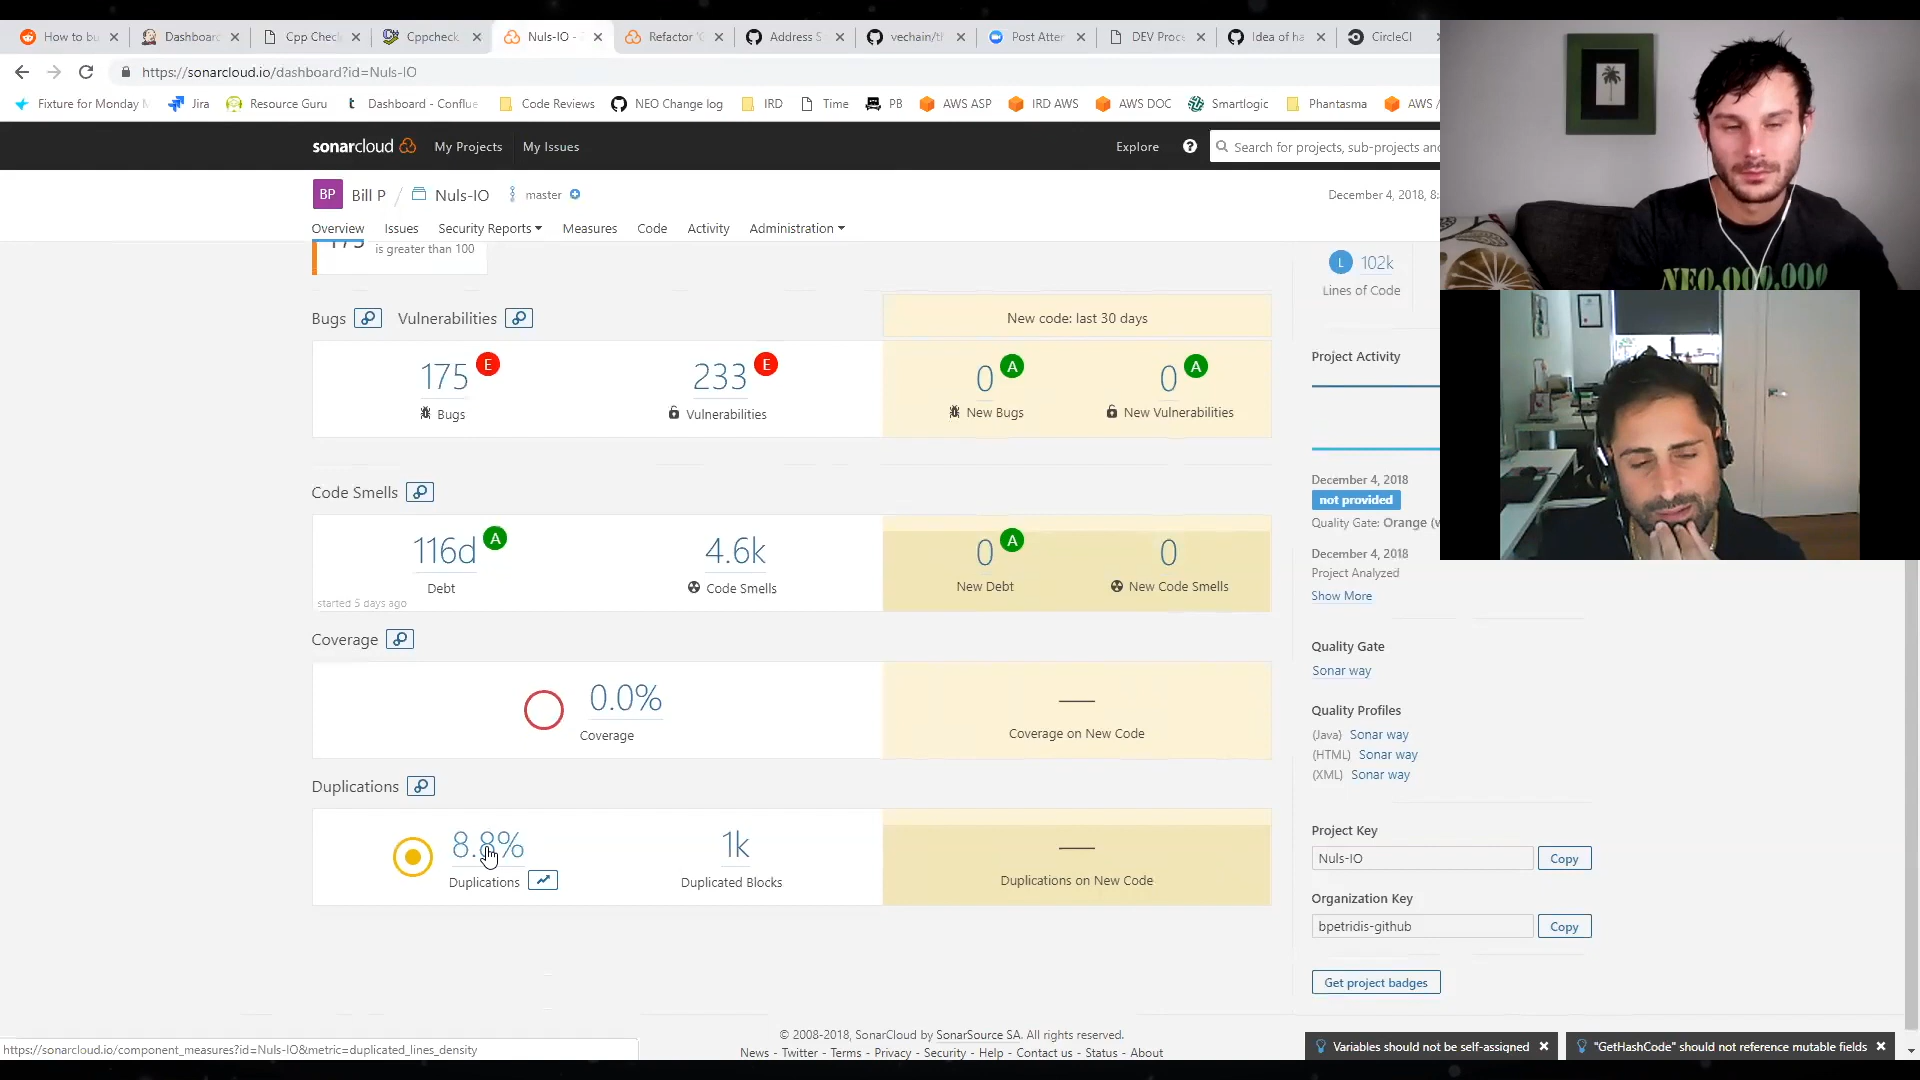 How to bu
Dashboard
Cpp Chec
Cppcheck
Nuls-IO -
Refactor 'C
Address S
vechain/th
Post Atter
DEV Proce
Idea of ha
CircleCI
https://sonarcloud.io/dashboard?id=Nuls-IO
Fixture for Monday
Jira
Resource Guru
Dashboard - Conflue
Code Reviews
NEO Change log
IRD
Time
PB
AWS ASP
IRD AWS
AWS DOC
Smartlogic
Phantasma
AWS /
sonarcloud
My Projects
My Issues
Explore
Search for projects, sub-projects and
BP Bill P / Nuls-IO master
December 4, 2018, 8:
Overview Issues Security Reports Measures Code Activity Administration
175 is greater than 100
L 102k
Lines of Code
NEO,000,000
Bugs Vulnerabilities
New code: last 30 days
175 E
Bugs
233 E
Vulnerabilities
0 A
New Bugs
0 A
New Vulnerabilities
Project Activity
December 4, 2018
not provided
Quality Gate: Orange (w
December 4, 2018
Project Analyzed
Show More
Code Smells
116d A
Debt
started 5 days ago
4.6k
Code Smells
0 A
New Debt
0
New Code Smells
Coverage
0.0%
Coverage
Coverage on New Code
Quality Gate
Sonar way
Quality Profiles
(Java) Sonar way
(HTML) Sonar way
(XML) Sonar way
Duplications
8.8%
Duplications
1k
Duplicated Blocks
Duplications on New Code
Project Key
Nuls-IO Copy
Organization Key
bpetridis-github Copy
Get project badges
© 2008-2018, SonarCloud by SonarSource SA. All rights reserved.
News - Twitter - Terms - Privacy - Security - Help - Contact us - Status - About
https://sonarcloud.io/component_measures?id=Nuls-IO&metric=duplicated_lines_density
Variables should not be self-assigned
"GetHashCode" should not reference mutable fields